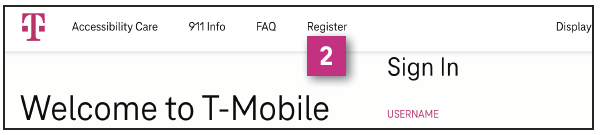 T Accessibility Care 911 Info FAQ Register Display
2
Sign In
Welcome to T-Mobile
USERNAME